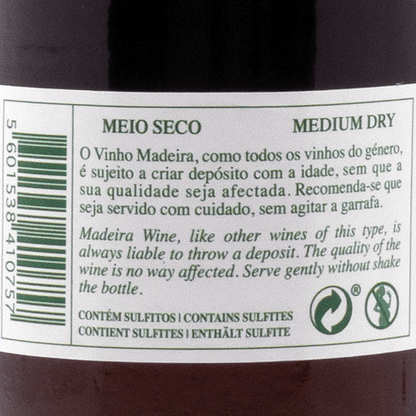 MEIO SECO MEDIUM DRY
O Vinho Madeira, como todos os vinhos do género,
é sujeito a criar depósito com a idade, sem que a
sua qualidade seja afectada. Recomenda-se que
seja servido com cuidado, sem agitar a garrafa.
Madeira Wine, like other wines of this type, is
always liable to throw a deposit. The quality of the
wine is no way affected. Serve gently without shake
the bottle.
CONTÉM SULFITOS | CONTAINS SULFITES
CONTIENT SULFITES | ENTHÄLT SULFITE
®
5 601538 410757